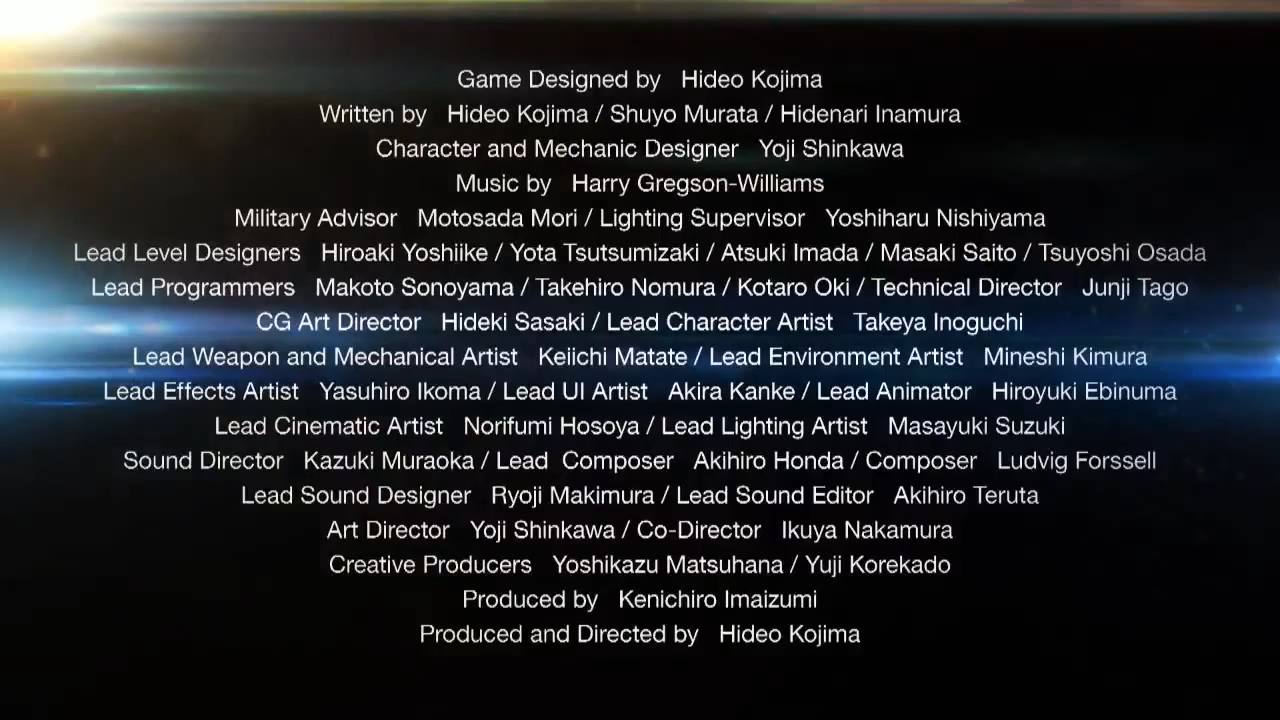 Game Designed by Hideo Kojima
Written by Hideo Kojima / Shuyo Murata / Hidenari Inamura
Character and Mechanic Designer Yoji Shinkawa
Music by Harry Gregson-Williams
Military Advisor Motosada Mori / Lighting Supervisor Yoshiharu Nishiyama
Lead Level Designers Hiroaki Yoshiike / Yota Tsutsumizaki / Atsuki Imada / Masaki Saito / Tsuyoshi Osada
Lead Programmers Makoto Sonoyama / Takehiro Nomura / Kotaro Oki / Technical Director Junji Tago
CG Art Director Hideki Sasaki / Lead Character Artist Takeya Inoguchi
Lead Weapon and Mechanical Artist Keiichi Matate / Lead Environment Artist Mineshi Kimura
Lead Effects Artist Yasuhiro Ikoma / Lead UI Artist Akira Kanke / Lead Animator Hiroyuki Ebinuma
Lead Cinematic Artist Norifumi Hosoya / Lead Lighting Artist Masayuki Suzuki
Sound Director Kazuki Muraoka / Lead Composer Akihiro Honda / Composer Ludvig Forssell
Lead Sound Designer Ryoji Makimura / Lead Sound Editor Akihiro Teruta
Art Director Yoji Shinkawa / Co-Director Ikuya Nakamura
Creative Producers Yoshikazu Matsuhana / Yuji Korekado
Produced by Kenichiro Imaizumi
Produced and Directed by Hideo Kojima